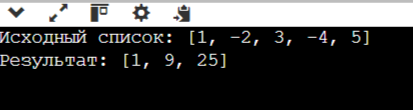 Исходный список: [1, -2, 3, -4, 5]
Результат: [1, 9, 25]